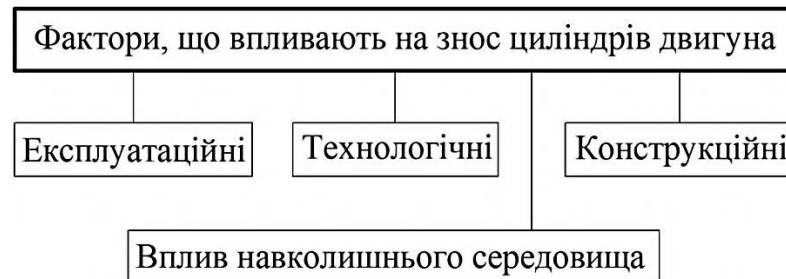 Фактори, що впливають на знос циліндрів двигуна
Експлуатаційні
Технологічні
Конструкційні
Вплив навколишнього середовища